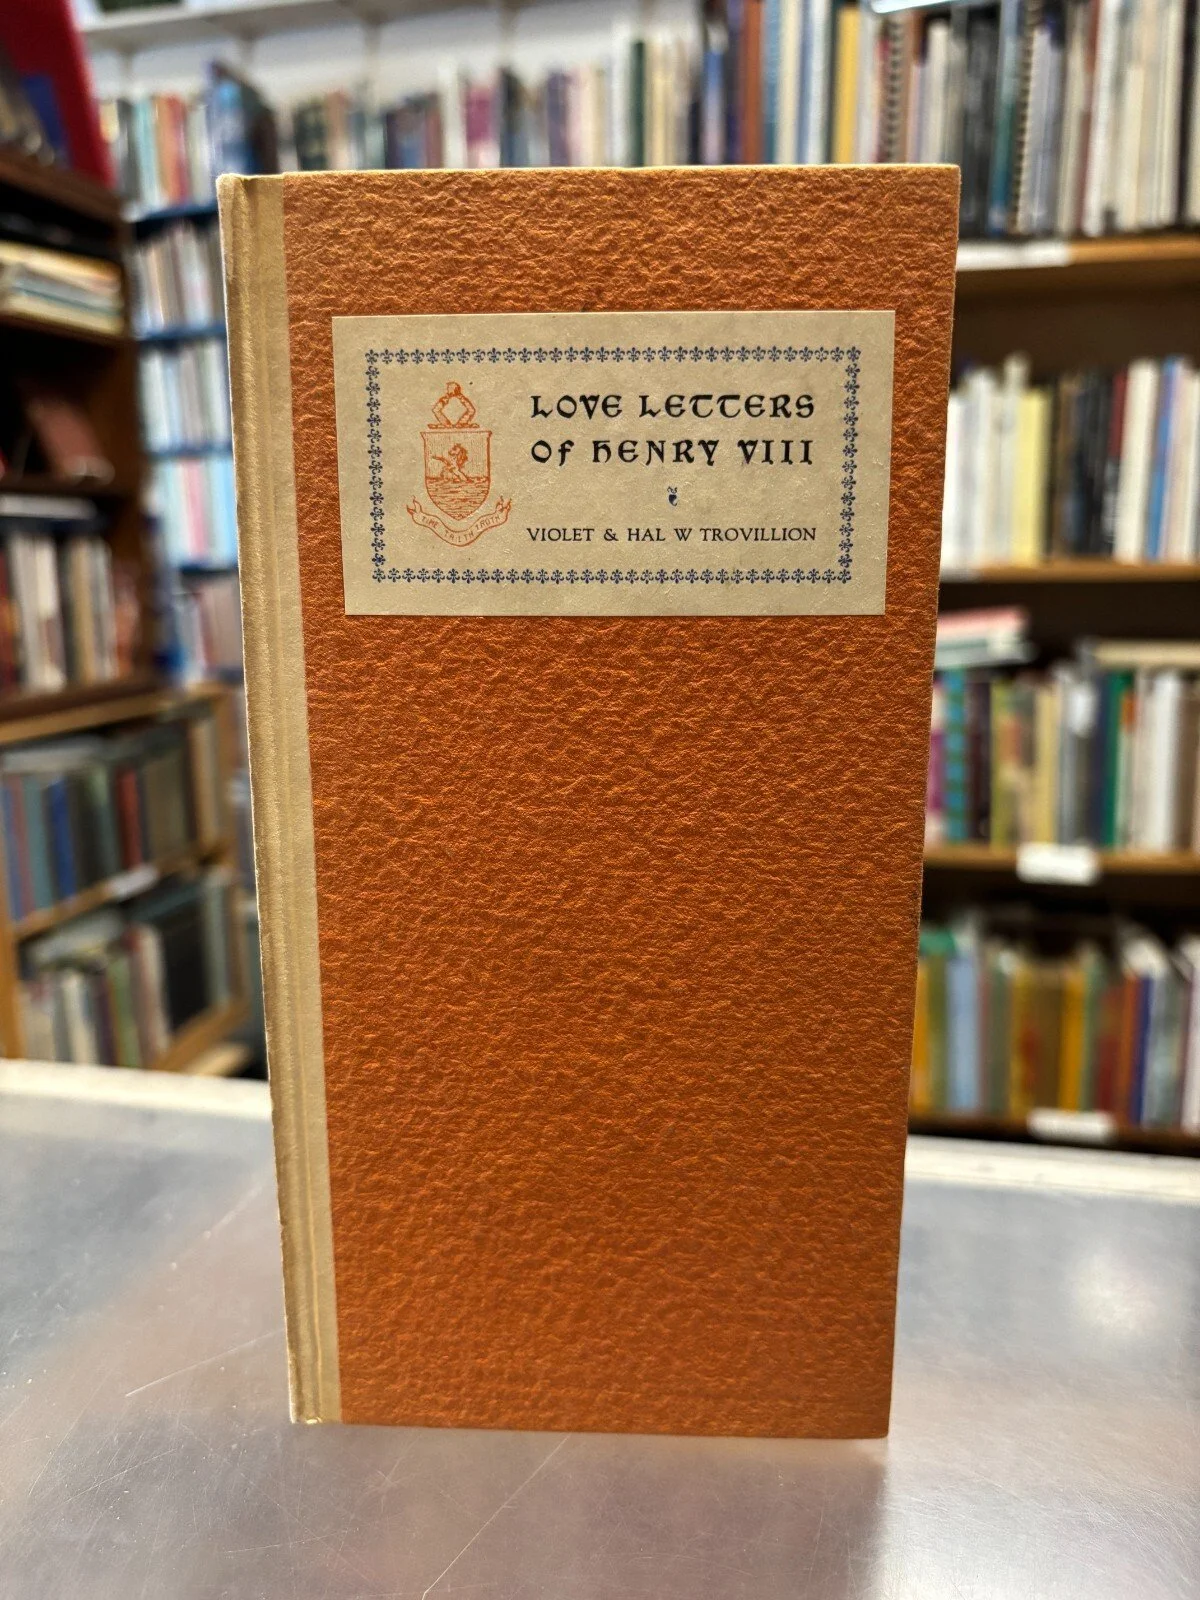 LOVE LETTERS
OF HENRY VIII
VIOLET & HAL W TROVILLION